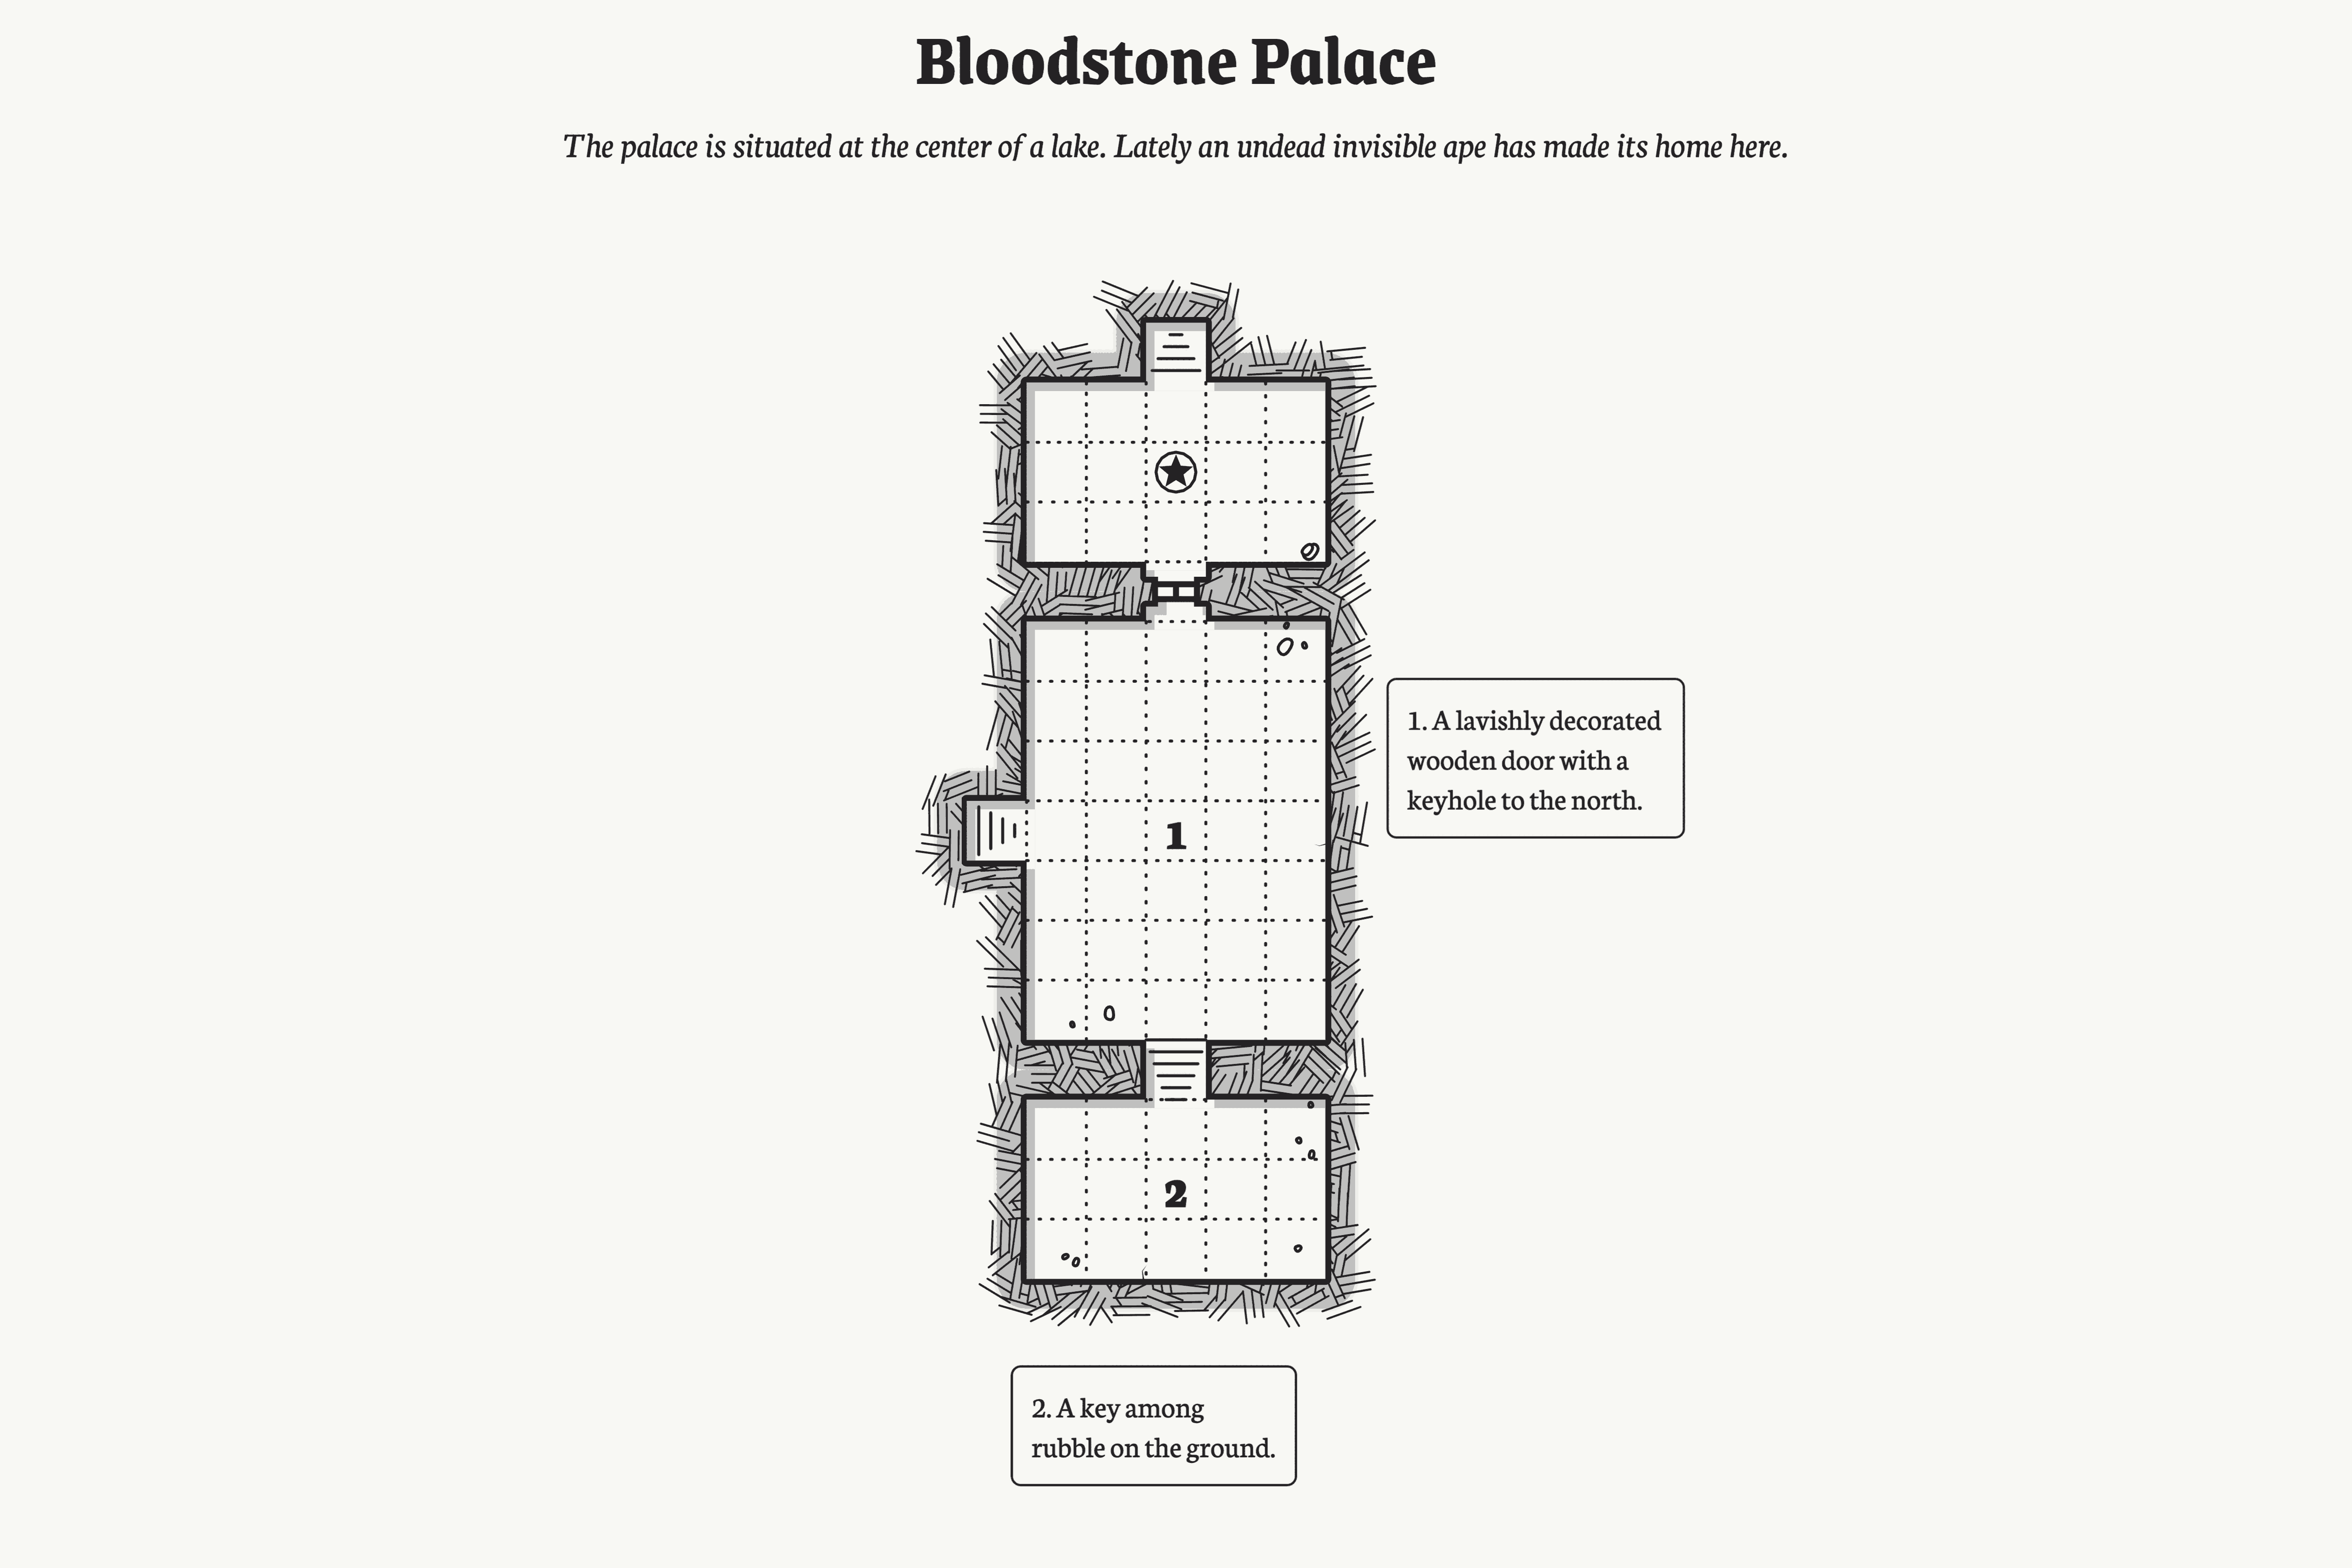 Bloodstone Palace
The palace is situated at the center of a lake. Lately an undead invisible ape has made its home here.
1. A lavishly decorated
wooden door with a
keyhole to the north.
1
2
2. A key among
rubble on the ground.